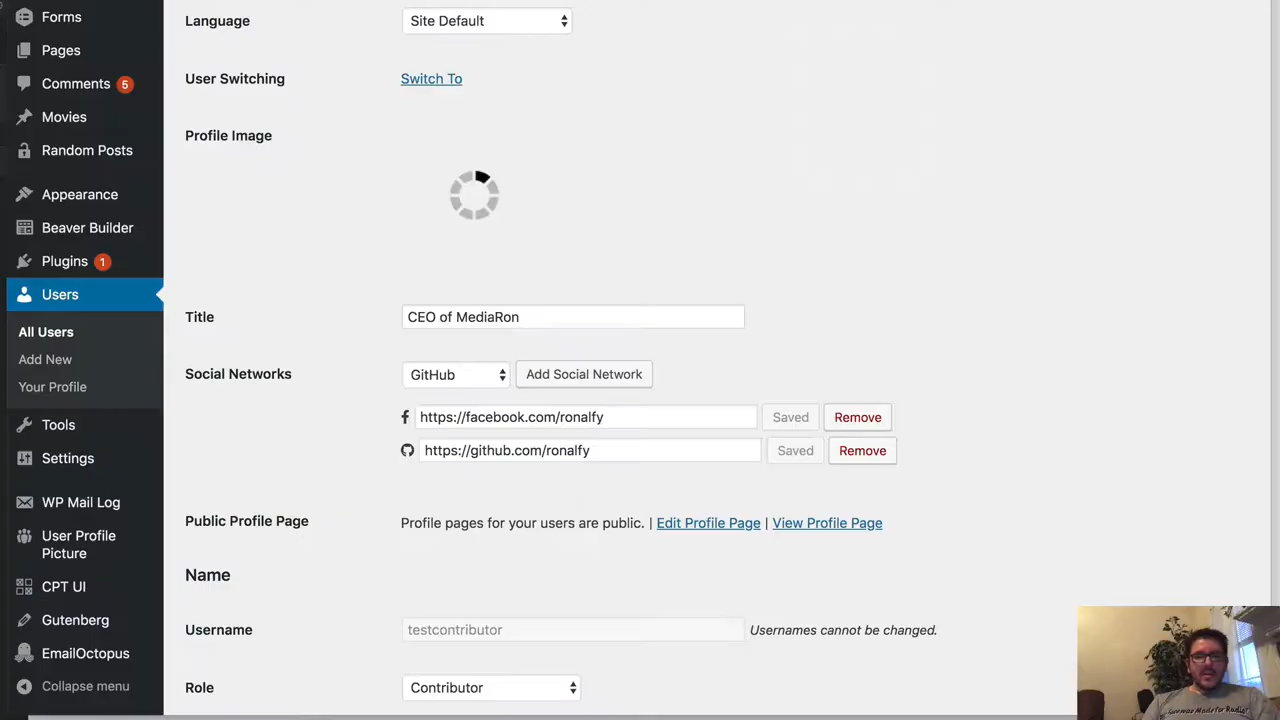 Forms
Pages
Comments 5
Movies
Random Posts
Appearance
Beaver Builder
Plugins 1
Users
All Users
Add New
Your Profile
Tools
Settings
WP Mail Log
User Profile
Picture
CPT UI
Gutenberg
EmailOctopus
Collapse menu
Language Site Default
User Switching Switch To
Profile Image
Title CEO of MediaRon
Social Networks GitHub Add Social Network
https://facebook.com/ronalfy Saved Remove
https://github.com/ronalfy Saved Remove
Public Profile Page Profile pages for your users are public. | Edit Profile Page | View Profile Page
Name
Username testcontributor Usernames cannot be changed.
Role Contributor
Made for Radio!